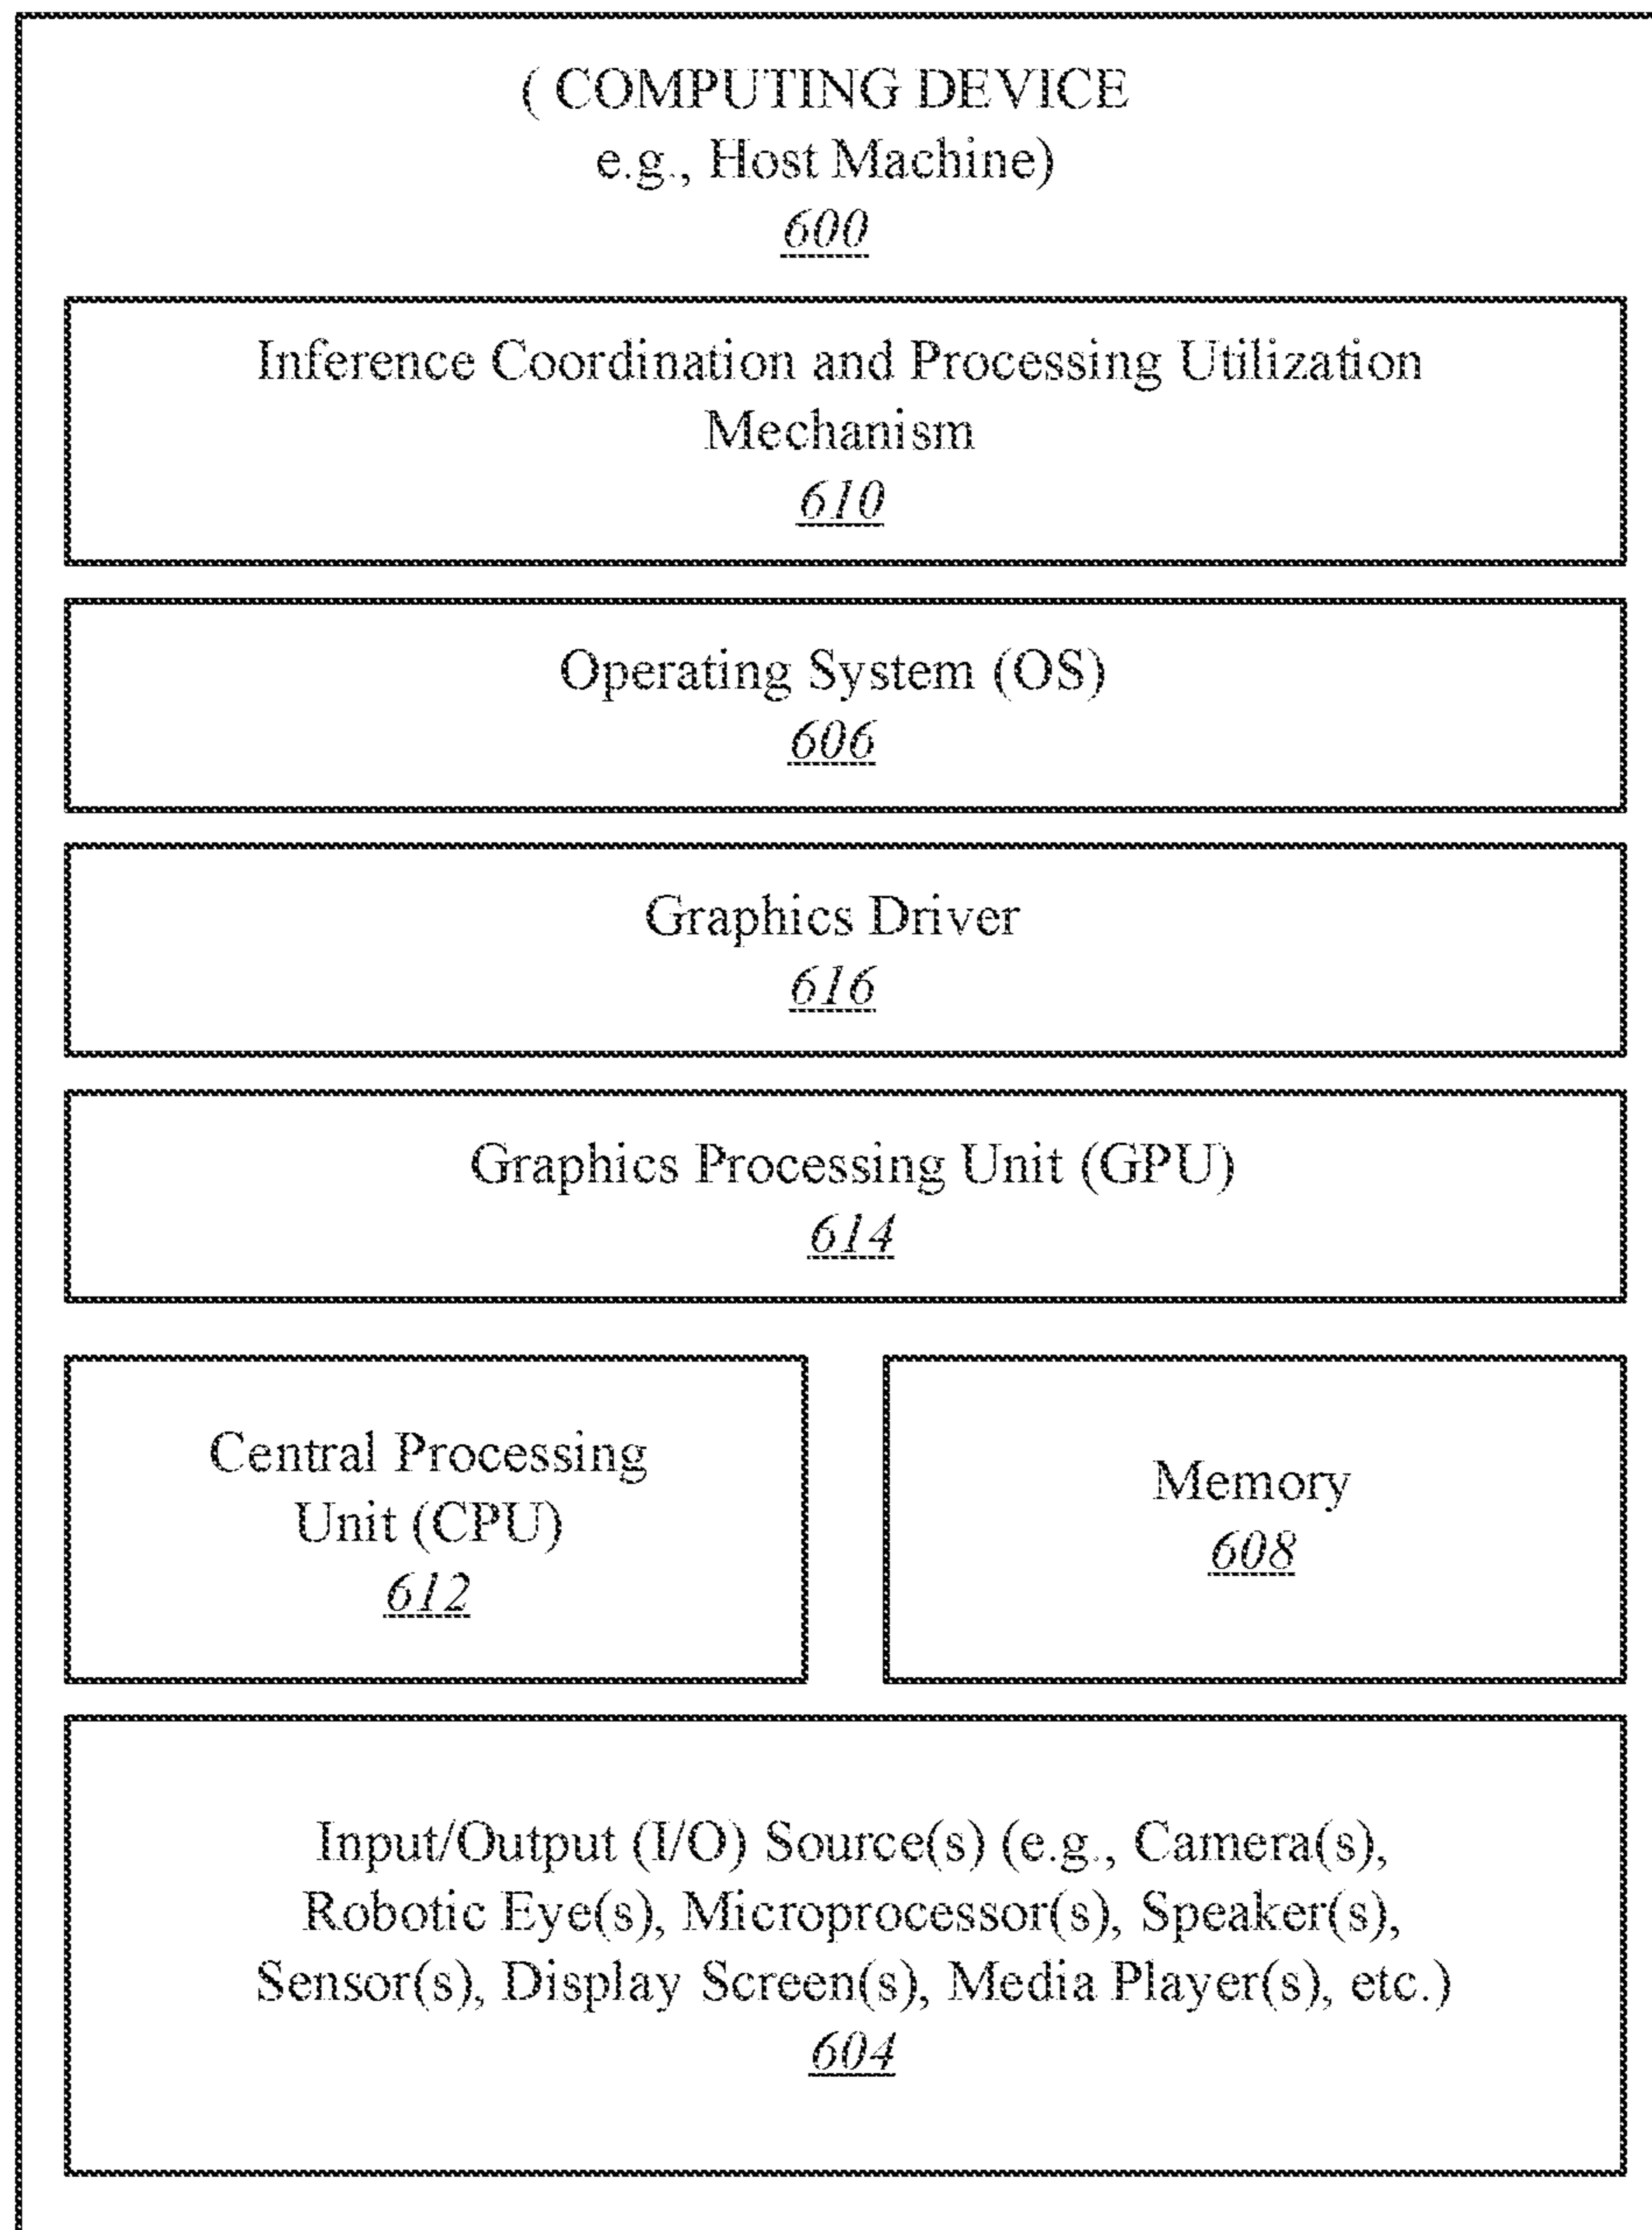 ( COMPUTING DEVICE
e.g., Host Machine)
600
Inference Coordination and Processing Utilization
Mechanism
610
Operating System (OS)
606
Graphics Driver
616
Graphics Processing Unit (GPU)
614
Central Processing
Unit (CPU)
612
Memory
608
Input/Output (I/O) Source(s) (e.g., Camera(s),
Robotic Eye(s), Microprocessor(s), Speaker(s),
Sensor(s), Display Screen(s), Media Player(s), etc.)
604